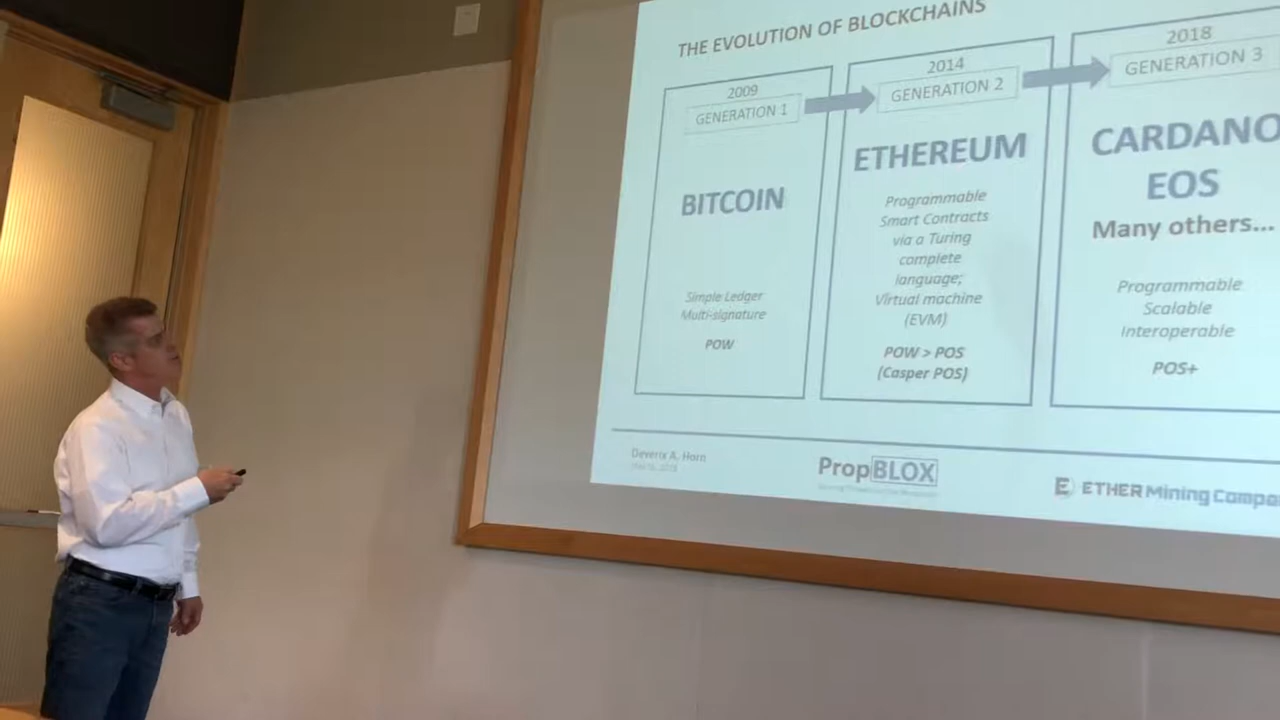 THE EVOLUTION OF BLOCKCHAINS
2009
GENERATION 1
BITCOIN
Simple Ledger
Multi-signature
POW
2014
GENERATION 2
ETHEREUM
Programmable
Smart Contracts
via a Turing
complete
language;
Virtual machine
(EVM)
POW > POS
(Casper POS)
2018
GENERATION 3
CARDANO
EOS
Many others...
Programmable
Scalable
Interoperable
POS+
Deverix A. Horn
PropBLOX
ETHER Mining Compa